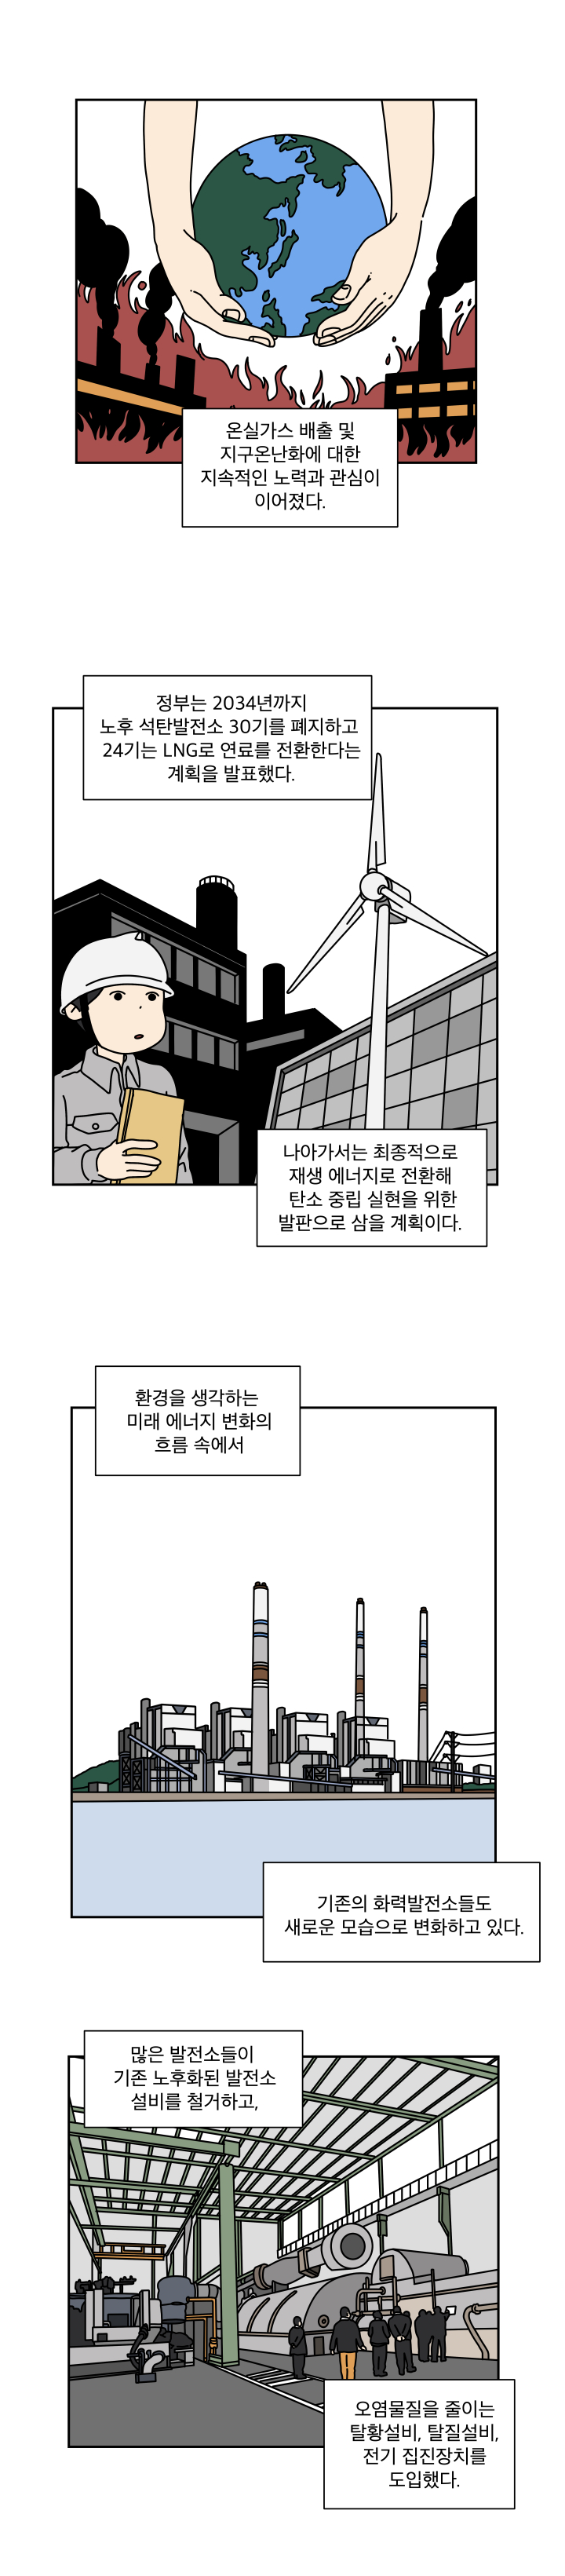 온실가스 배출 및
지구온난화에 대한
지속적인 노력과 관심이
이어졌다.
정부는 2034년까지
노후 석탄발전소 30기를 폐지하고
24기는 LNG로 연료를 전환한다는
계획을 발표했다.
나아가서는 최종적으로
재생 에너지로 전환해
탄소 중립 실현을 위한
발판으로 삼을 계획이다.
환경을 생각하는
미래 에너지 변화의
흐름 속에서
기존의 화력발전소들도
새로운 모습으로 변화하고 있다.
많은 발전소들이
기존 노후화된 발전소
설비를 철거하고,
오염물질을 줄이는
탈황설비, 탈질설비,
전기 집진장치를
도입했다.